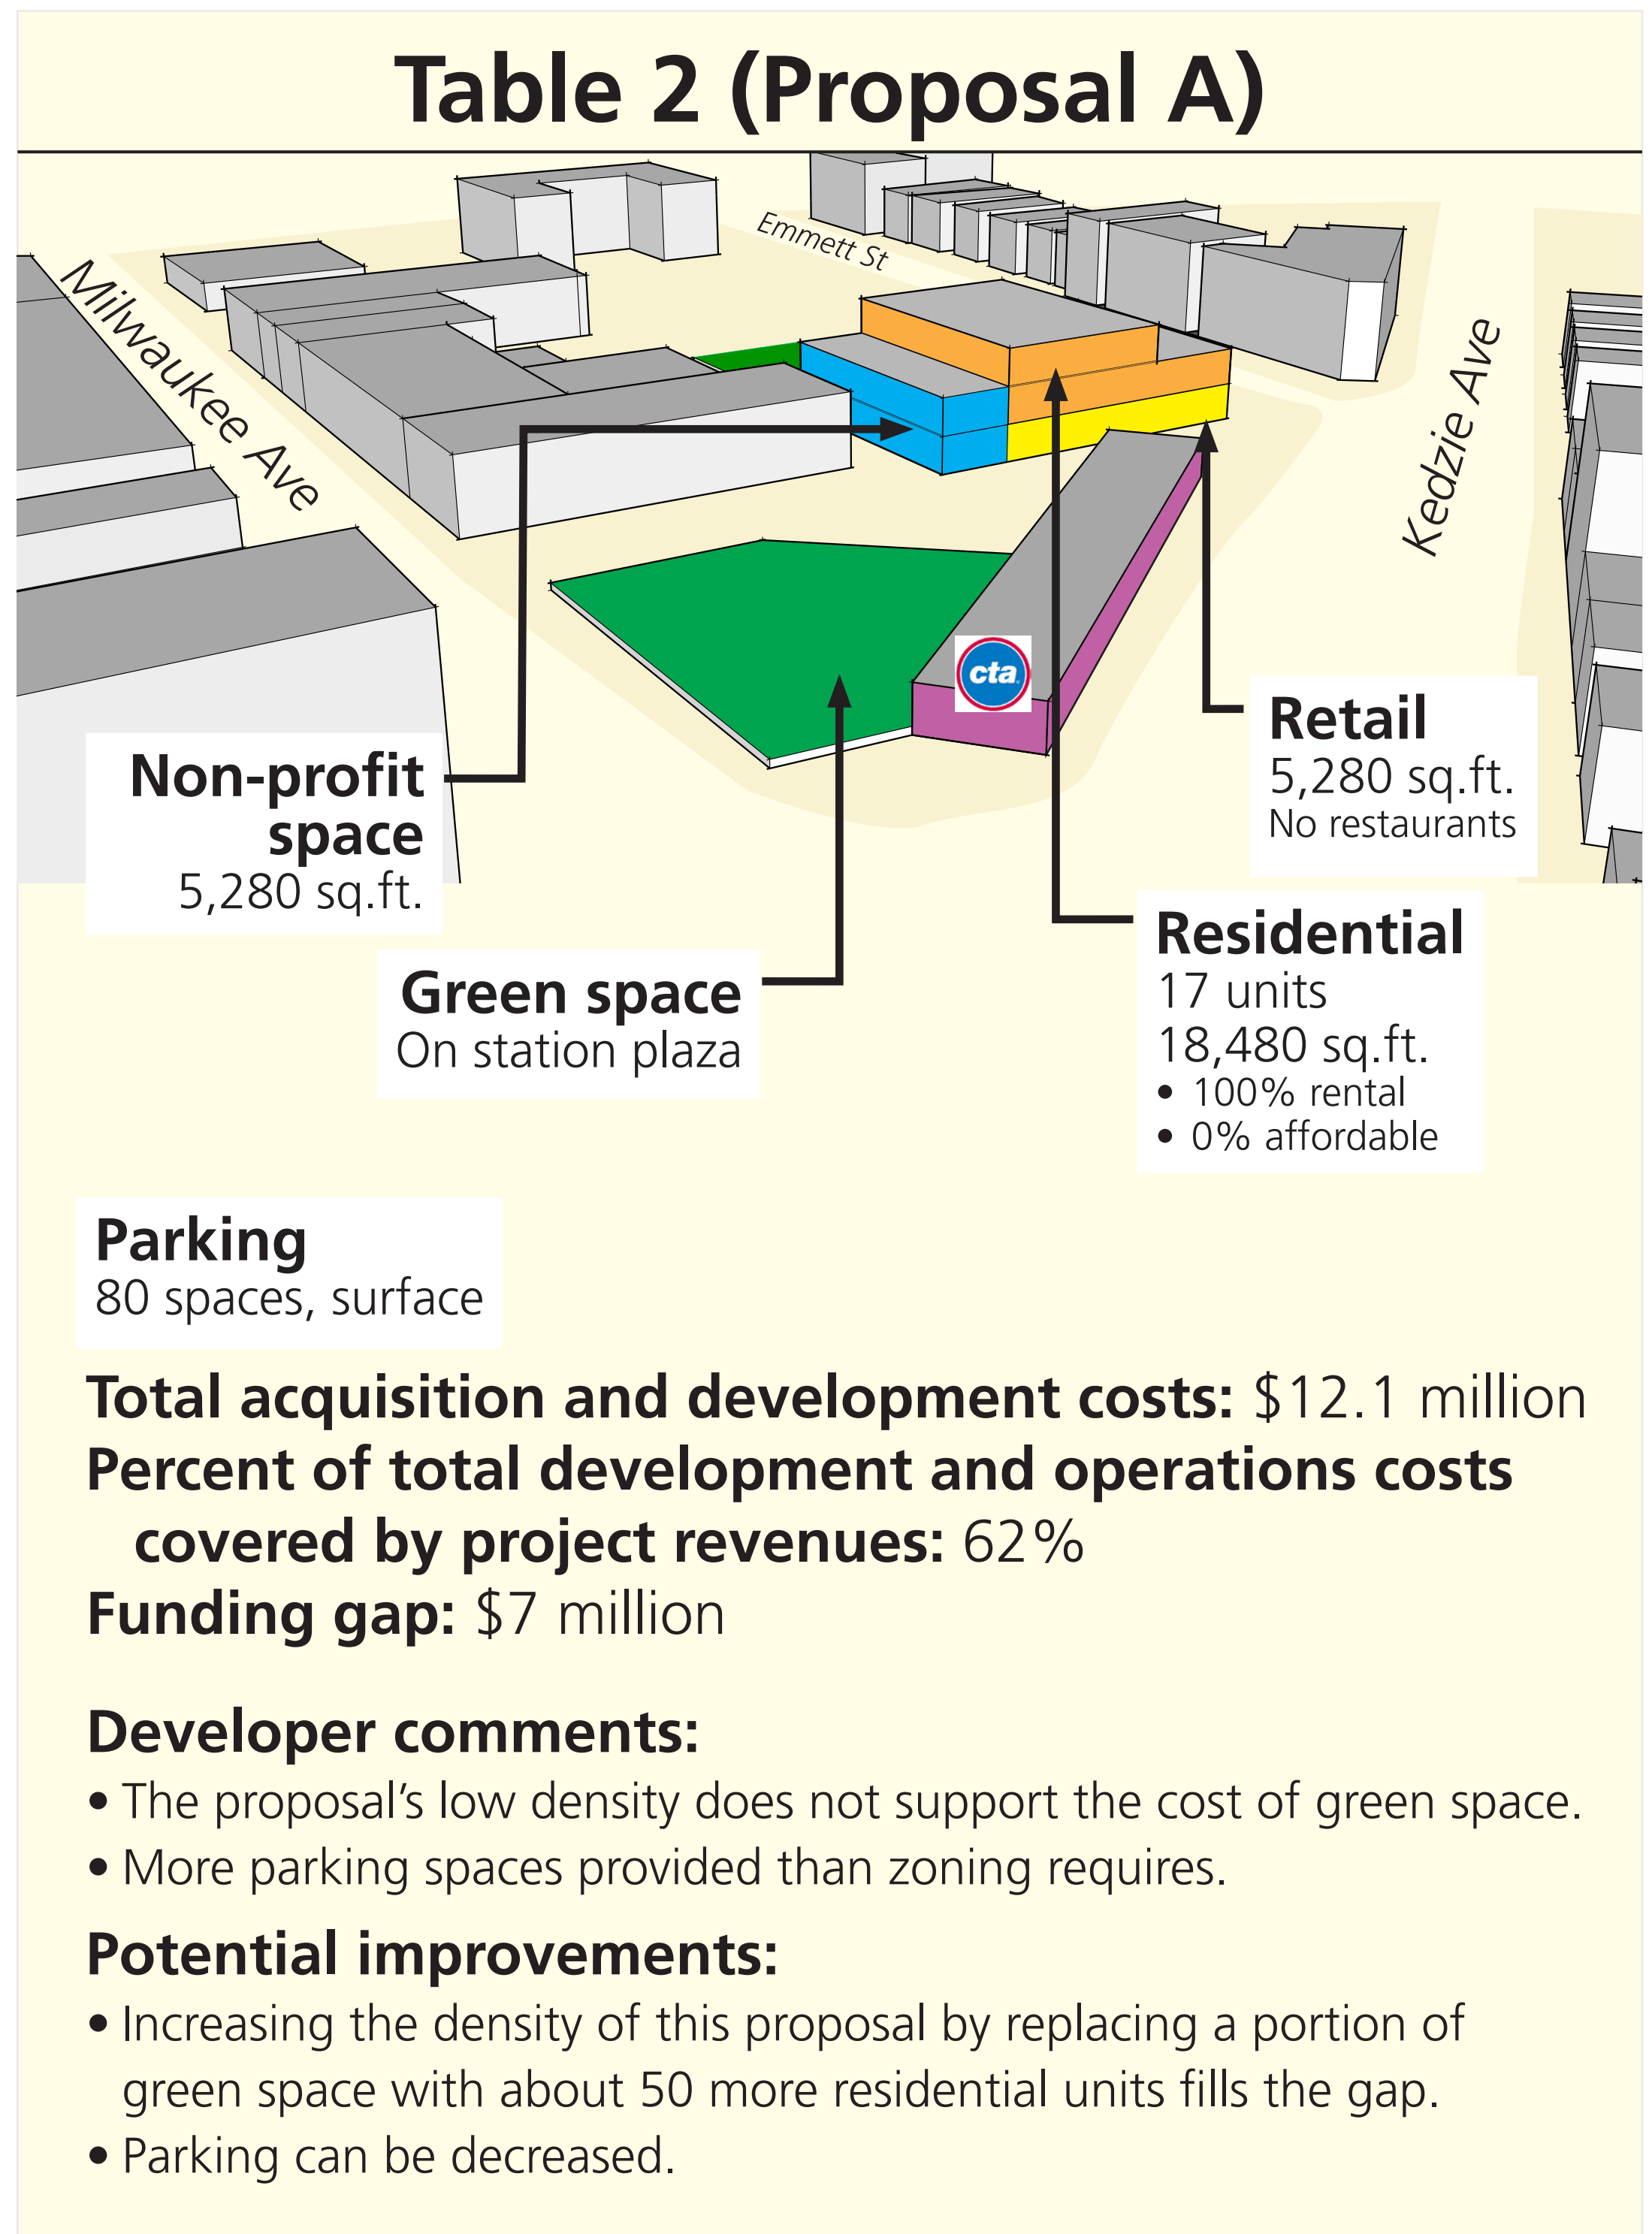 Table 2 (Proposal A)
Emmett St
Milwaukee Ave
Kedzie Ave
cta
Retail
5,280 sq.ft.
No restaurants
Non-profit
space
5,280 sq.ft.
Residential
17 units
18,480 sq.ft.
• 100% rental
• 0% affordable
Green space
On station plaza
Parking
80 spaces, surface
Total acquisition and development costs: $12.1 million
Percent of total development and operations costs
covered by project revenues: 62%
Funding gap: $7 million
Developer comments:
• The proposal’s low density does not support the cost of green space.
• More parking spaces provided than zoning requires.
Potential improvements:
• Increasing the density of this proposal by replacing a portion of
green space with about 50 more residential units fills the gap.
• Parking can be decreased.